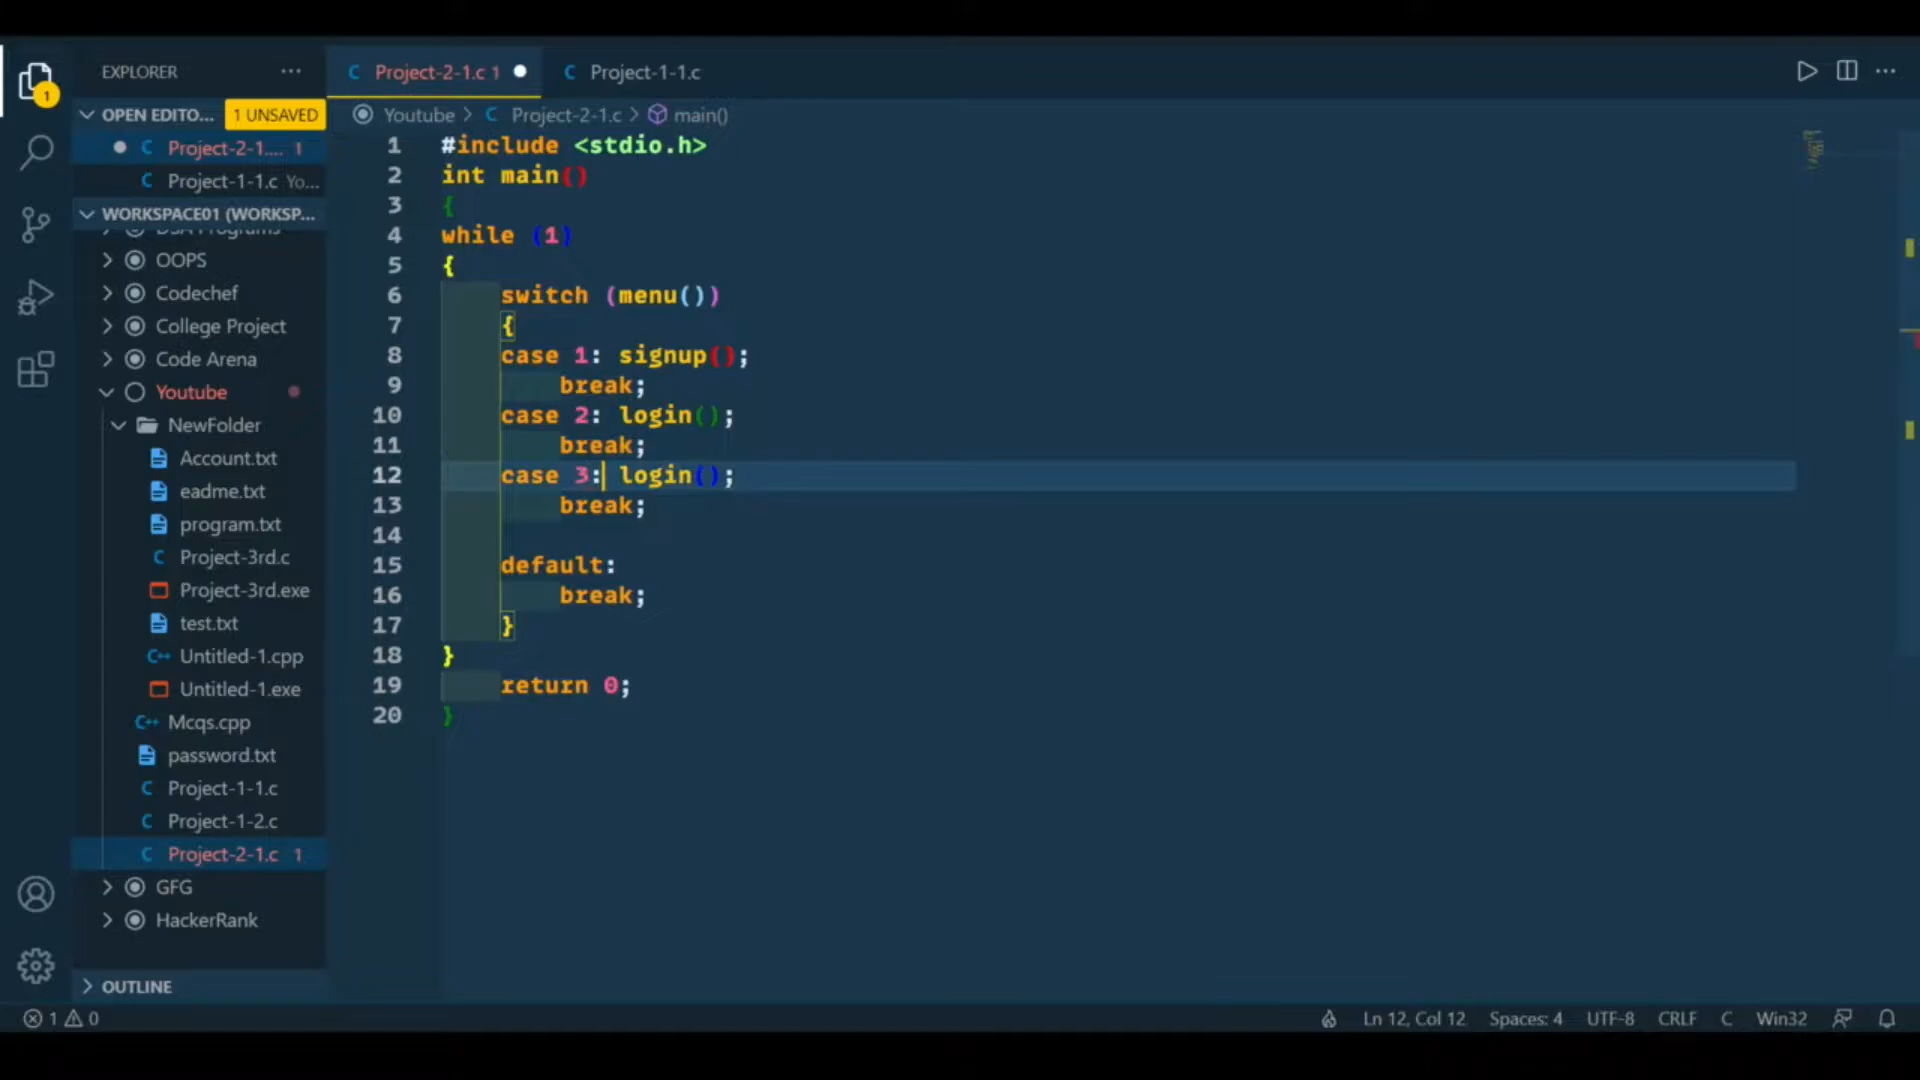 EXPLORER ...
OPEN EDITO... 1 UNSAVED
Project-2-1.... 1
Project-1-1.c Yo...
WORKSPACE01 (WORKSP...
DSA Programs
OOPS
Codechef
College Project
Code Arena
Youtube
NewFolder
Account.txt
eadme.txt
program.txt
Project-3rd.c
Project-3rd.exe
test.txt
Untitled-1.cpp
Untitled-1.exe
Mcqs.cpp
password.txt
Project-1-1.c
Project-1-2.c
Project-2-1.c 1
GFG
HackerRank
OUTLINE
C Project-2-1.c 1 C Project-1-1.c
Youtube > C Project-2-1.c > main()
1 #include <stdio.h>
2 int main()
3 {
4 while (1)
5 {
6 switch (menu())
7 {
8 case 1: signup();
9 break;
10 case 2: login();
11 break;
12 case 3: login();
13 break;
14
15 default:
16 break;
17 }
18 }
19 return 0;
20 }
1 0 Ln 12, Col 12 Spaces: 4 UTF-8 CRLF C Win32